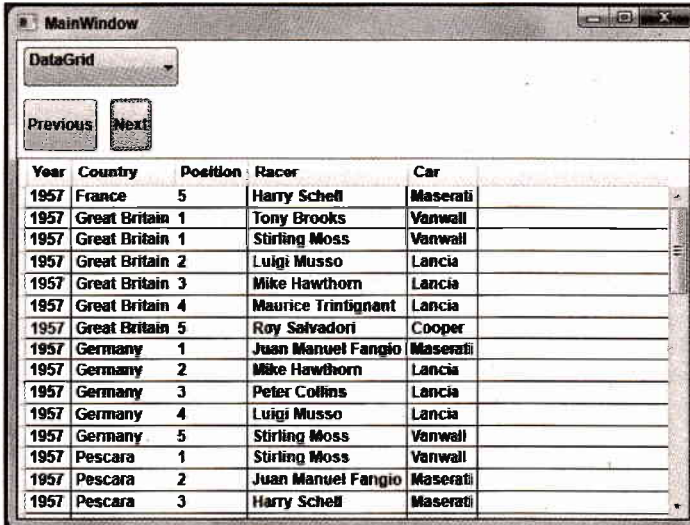 MainWindow
DataGrid
Previous Next
Year Country Position Racer Car
1957 France 5 Harry Schell Maserati
1957 Great Britain 1 Tony Brooks Vanwall
1957 Great Britain 1 Stirling Moss Vanwall
1957 Great Britain 2 Luigi Musso Lancia
1957 Great Britain 3 Mike Hawthorn Lancia
1957 Great Britain 4 Maurice Trintignant Lancia
1957 Great Britain 5 Roy Salvadori Cooper
1957 Germany 1 Juan Manuel Fangio Maserati
1957 Germany 2 Mike Hawthorn Lancia
1957 Germany 3 Peter Collins Lancia
1957 Germany 4 Luigi Musso Lancia
1957 Germany 5 Stirling Moss Vanwall
1957 Pescara 1 Stirling Moss Vanwall
1957 Pescara 2 Juan Manuel Fangio Maserati
1957 Pescara 3 Harry Schell Maserati